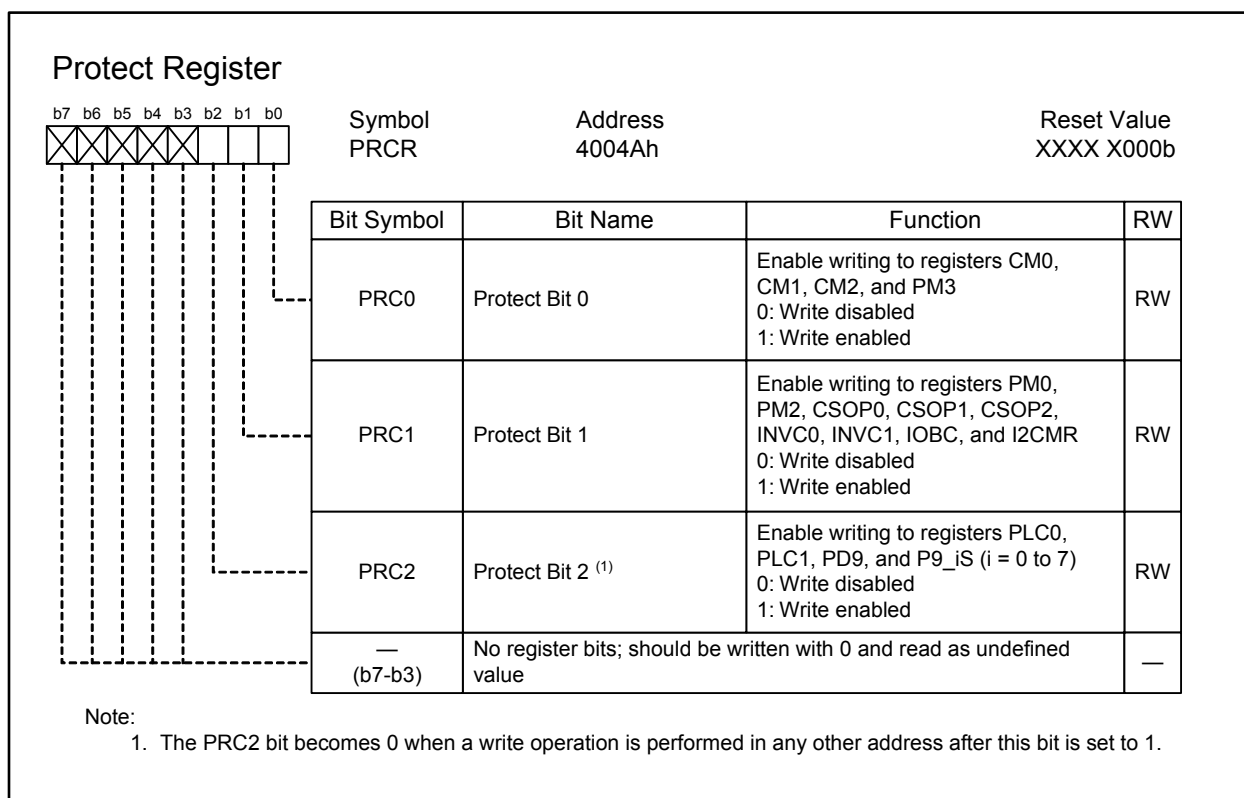 Protect Register
b7 b6 b5 b4 b3 b2 b1 b0
Symbol Address Reset Value
PRCR 4004Ah XXXX X000b
Bit Symbol Bit Name Function RW
PRC0 Protect Bit 0 Enable writing to registers CM0,
CM1, CM2, and PM3
0: Write disabled
1: Write enabled RW
PRC1 Protect Bit 1 Enable writing to registers PM0,
PM2, CSOP0, CSOP1, CSOP2,
INVC0, INVC1, IOBC, and I2CMR
0: Write disabled
1: Write enabled RW
PRC2 Protect Bit 2 (1) Enable writing to registers PLC0,
PLC1, PD9, and P9_iS (i = 0 to 7)
0: Write disabled
1: Write enabled RW
—
(b7-b3) No register bits; should be written with 0 and read as undefined
value —
Note:
1. The PRC2 bit becomes 0 when a write operation is performed in any other address after this bit is set to 1.